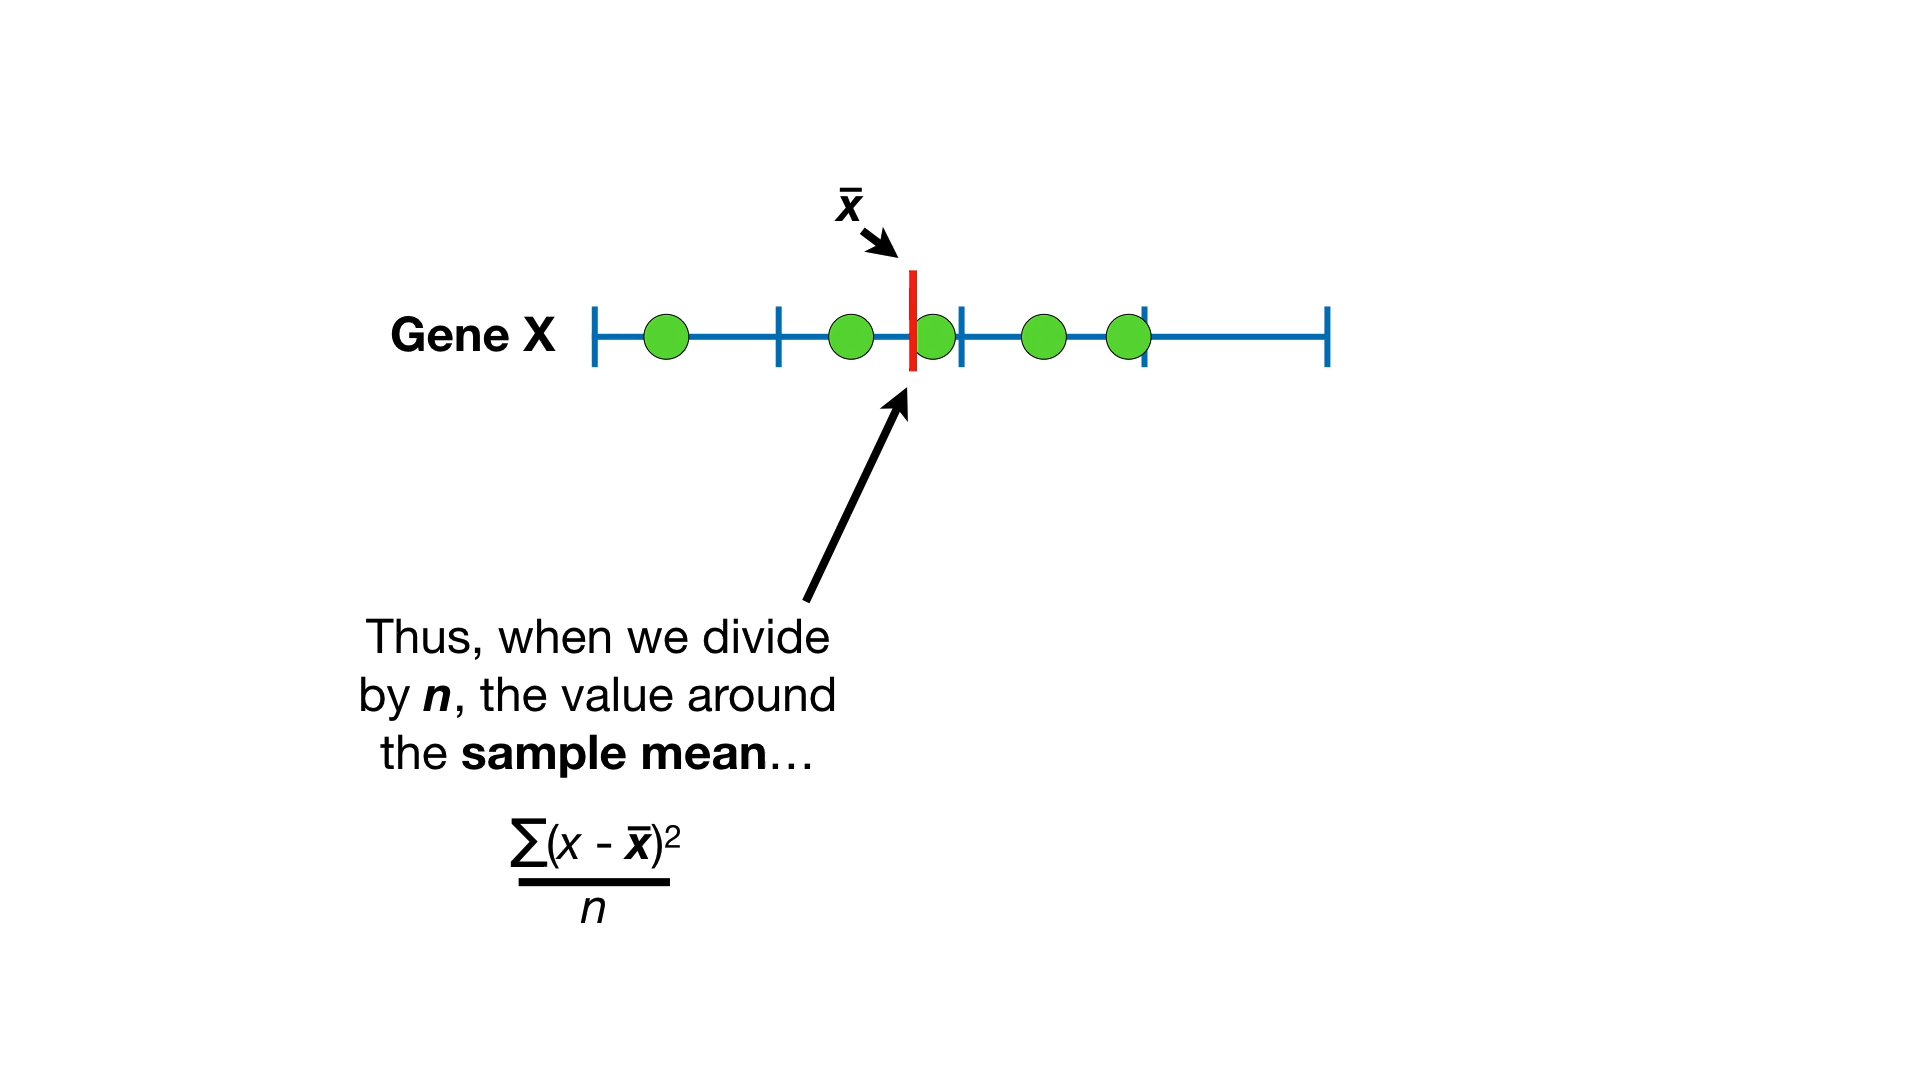 x̄
Gene X
Thus, when we divide
by n, the value around
the sample mean…
∑(x - x̄)²
n